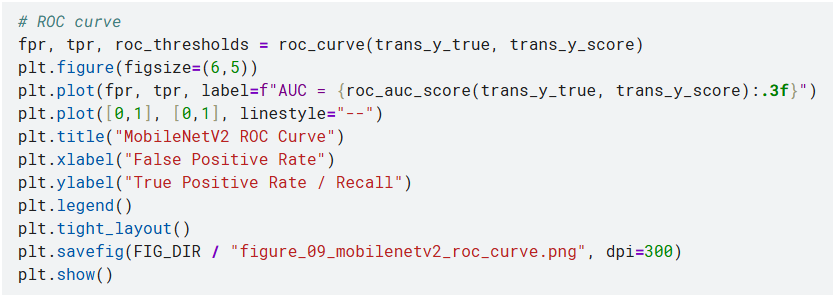 # ROC curve
fpr, tpr, roc_thresholds = roc_curve(trans_y_true, trans_y_score)
plt.figure(figsize=(6,5))
plt.plot(fpr, tpr, label=f"AUC = {roc_auc_score(trans_y_true, trans_y_score):.3f}")
plt.plot([0,1], [0,1], linestyle="--")
plt.title("MobileNetV2 ROC Curve")
plt.xlabel("False Positive Rate")
plt.ylabel("True Positive Rate / Recall")
plt.legend()
plt.tight_layout()
plt.savefig(FIG_DIR / "figure_09_mobilenetv2_roc_curve.png", dpi=300)
plt.show()